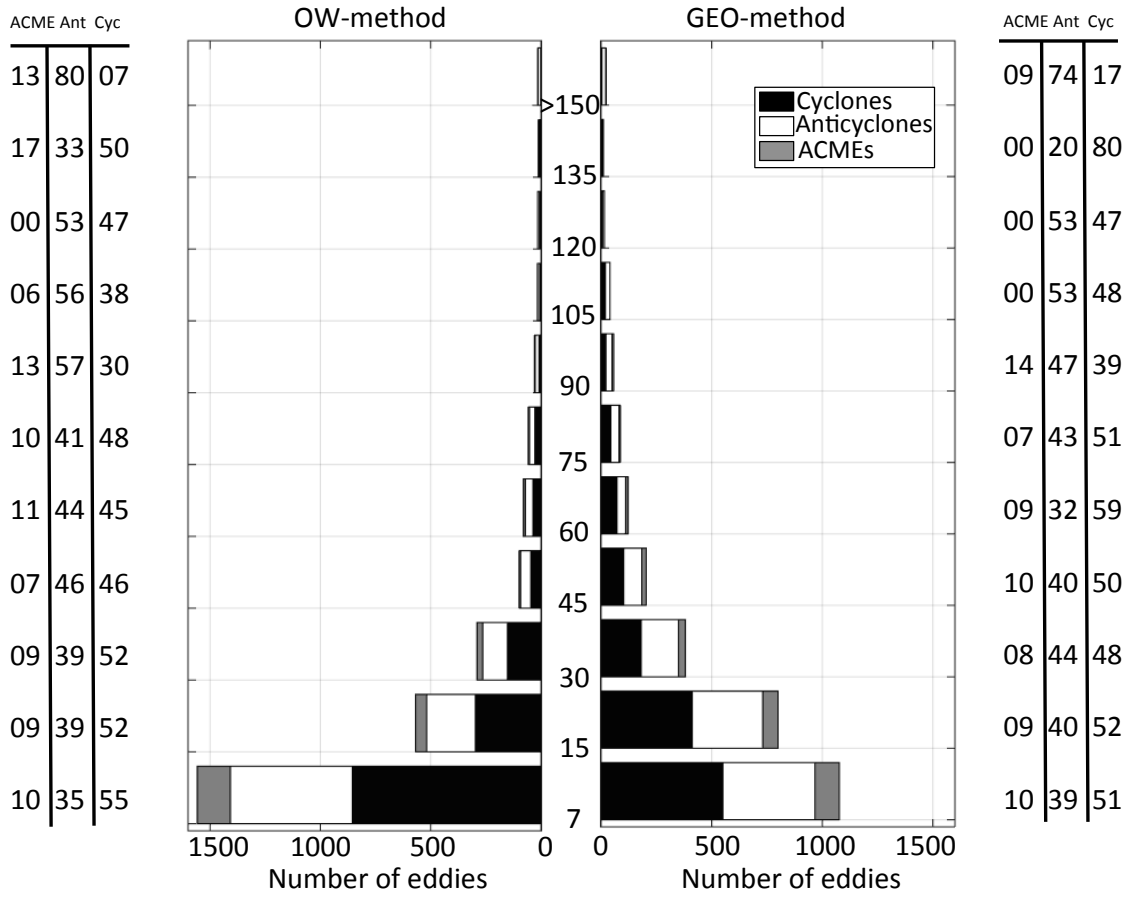 ACME Ant Cyc OW-method GEO-method ACME Ant Cyc
13 80 07 09 74 17
>150
Cyclones
Anticyclones
ACMEs
17 33 50 00 20 80
135
00 53 47 00 53 47
120
06 56 38 00 53 48
105
13 57 30 14 47 39
90
10 41 48 07 43 51
75
11 44 45 09 32 59
60
07 46 46 10 40 50
45
09 39 52 08 44 48
30
09 39 52 09 40 52
15
10 35 55 10 39 51
7
1500 1000 500 0 0 500 1000 1500
Number of eddies Number of eddies